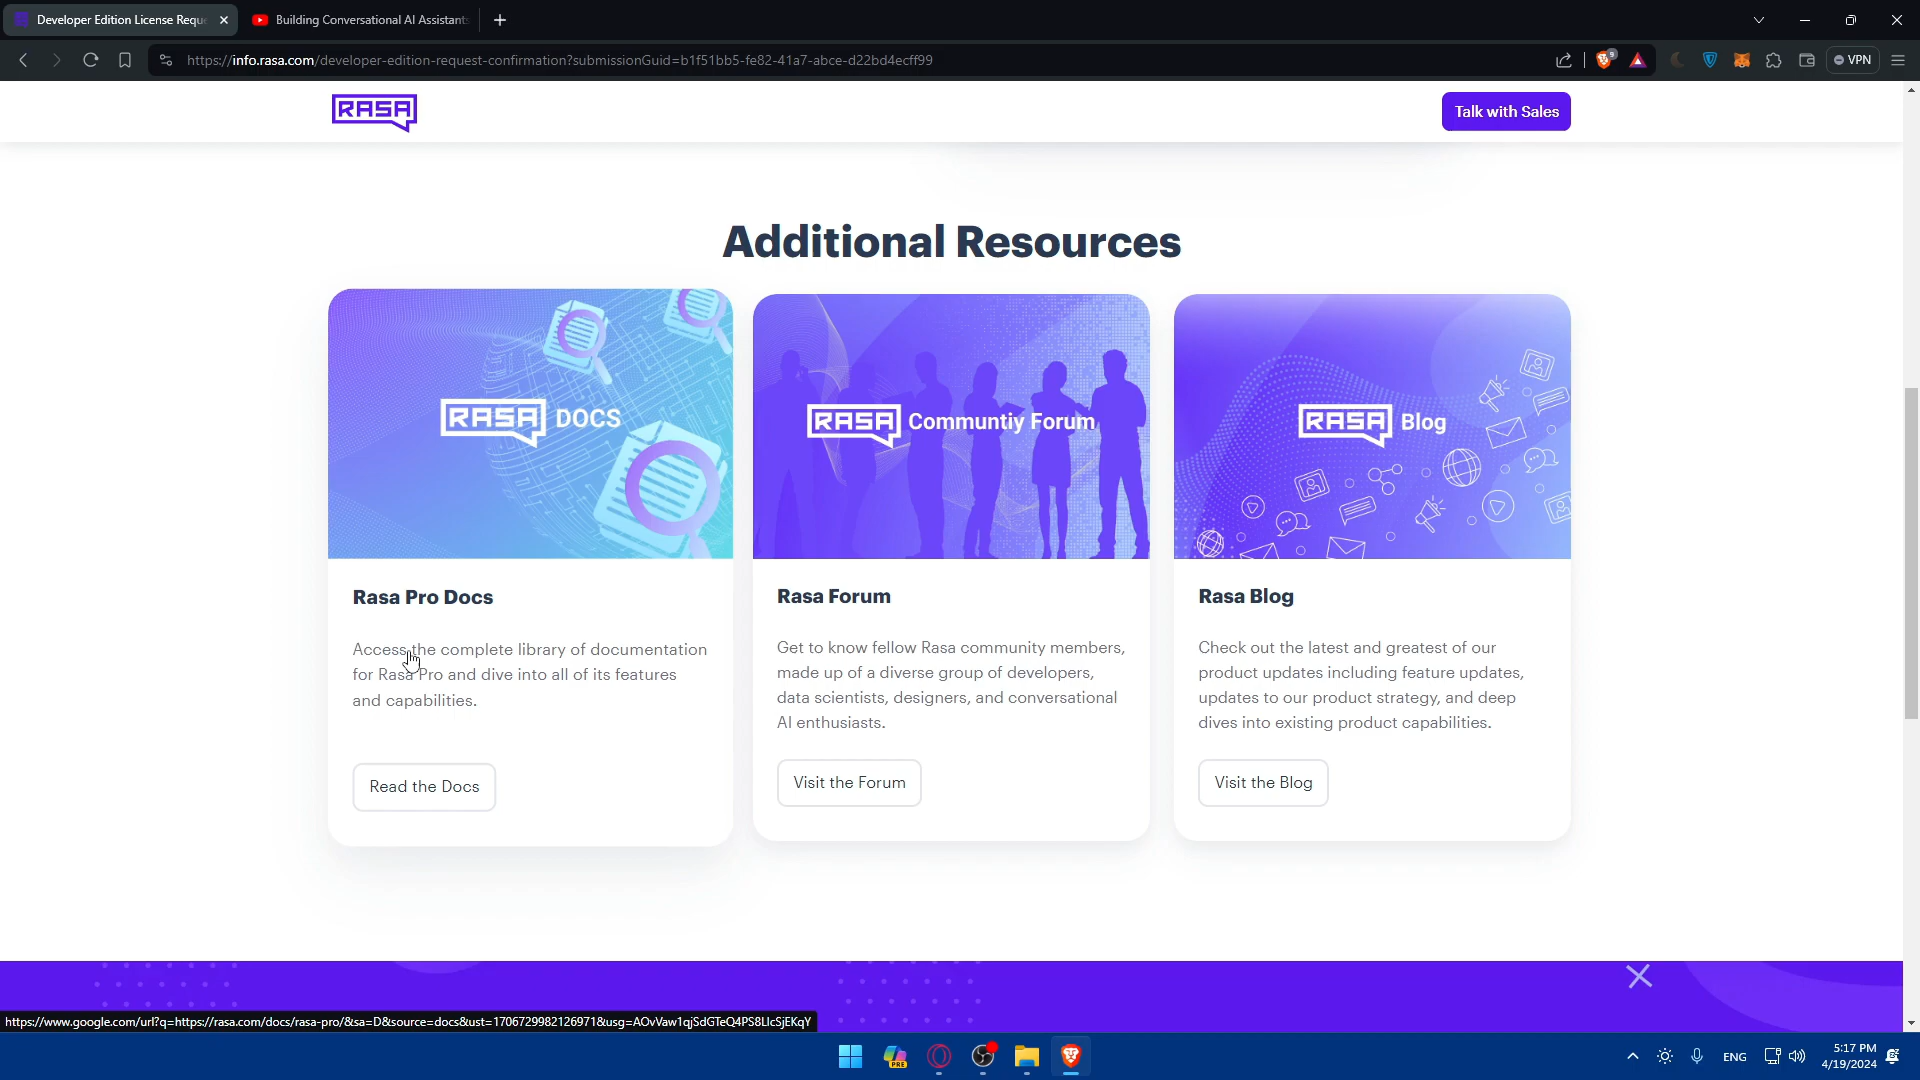 Developer Edition License Requ
Building Conversational AI Assistants
https://info.rasa.com/developer-edition-request-confirmation?submissionGuid=b1f51bb5-fe82-41a7-abce-d22bd4ecff99
9
VPN
RASA
Talk with Sales
Additional Resources
RASA DOCS
RASA Communtiy Forum
RASA Blog
Rasa Pro Docs
Access the complete library of documentation
for Rasa Pro and dive into all of its features
and capabilities.
Read the Docs
Rasa Forum
Get to know fellow Rasa community members,
made up of a diverse group of developers,
data scientists, designers, and conversational
AI enthusiasts.
Visit the Forum
Rasa Blog
Check out the latest and greatest of our
product updates including feature updates,
updates to our product strategy, and deep
dives into existing product capabilities.
Visit the Blog
https://www.google.com/url?q=https://rasa.com/docs/rasa-pro/&sa=D&source=docs&ust=1706729982126971&usg=AOvVaw1qjSdGTeQ4PS8LlcSjEKqY
PRE
ENG
5:17 PM
4/19/2024